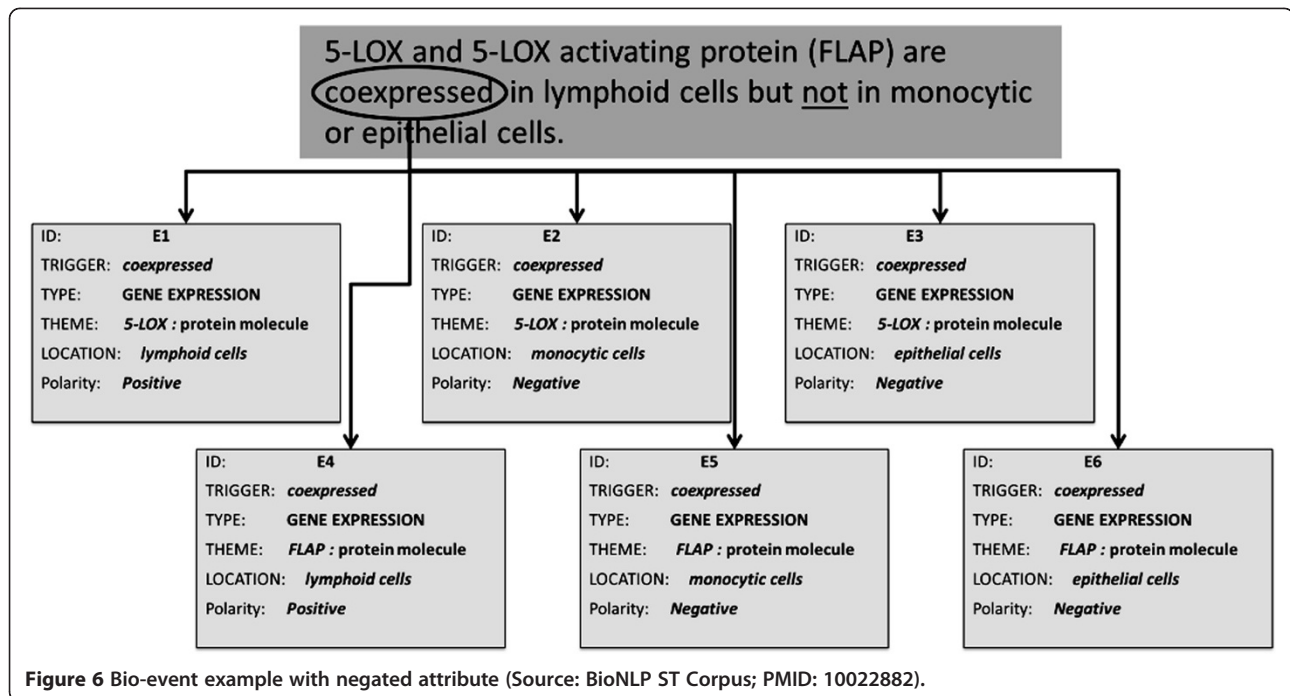 5-LOX and 5-LOX activating protein (FLAP) are
coexpressed in lymphoid cells but not in monocytic
or epithelial cells.
ID: E1
TRIGGER: coexpressed
TYPE: GENE EXPRESSION
THEME: 5-LOX : protein molecule
LOCATION: lymphoid cells
Polarity: Positive
ID: E2
TRIGGER: coexpressed
TYPE: GENE EXPRESSION
THEME: 5-LOX : protein molecule
LOCATION: monocytic cells
Polarity: Negative
ID: E3
TRIGGER: coexpressed
TYPE: GENE EXPRESSION
THEME: 5-LOX : protein molecule
LOCATION: epithelial cells
Polarity: Negative
ID: E4
TRIGGER: coexpressed
TYPE: GENE EXPRESSION
THEME: FLAP : protein molecule
LOCATION: lymphoid cells
Polarity: Positive
ID: E5
TRIGGER: coexpressed
TYPE: GENE EXPRESSION
THEME: FLAP : protein molecule
LOCATION: monocytic cells
Polarity: Negative
ID: E6
TRIGGER: coexpressed
TYPE: GENE EXPRESSION
THEME: FLAP : protein molecule
LOCATION: epithelial cells
Polarity: Negative
Figure 6 Bio-event example with negated attribute (Source: BioNLP ST Corpus; PMID: 10022882).